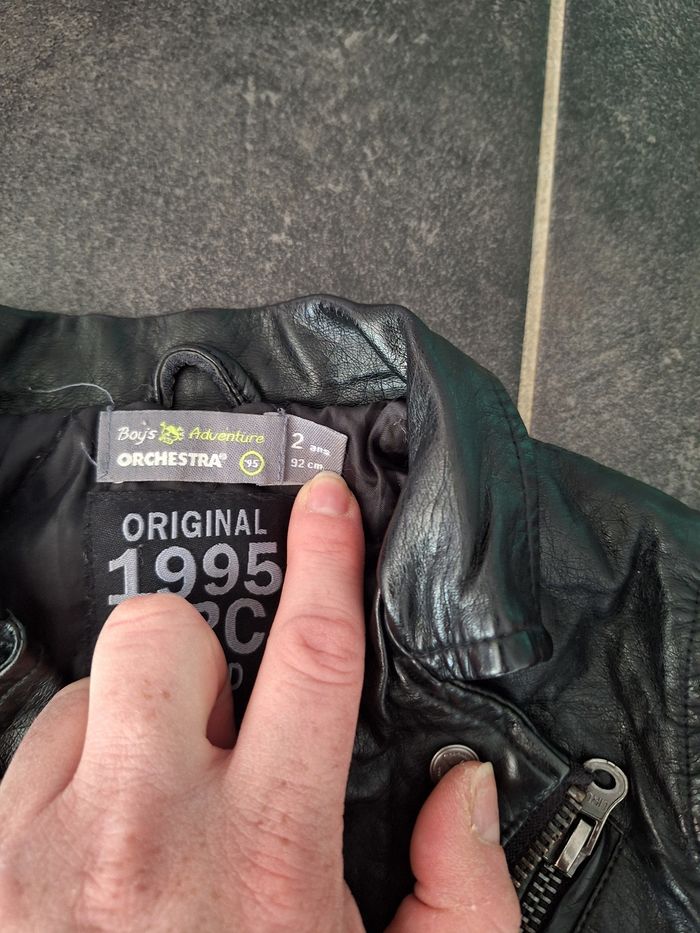 Boy's Adventure
ORCHESTRA® '95
2 ans
92 cm
ORIGINAL
1995